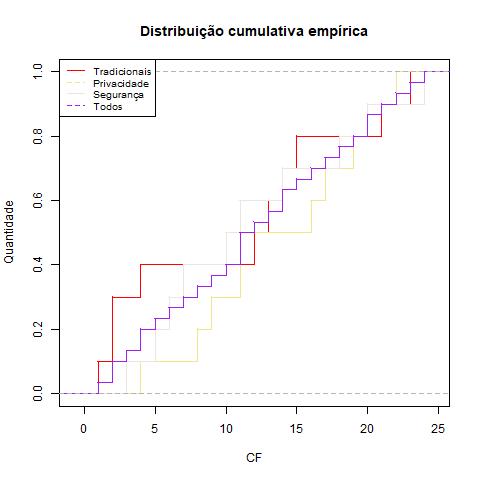 Distribuição cumulativa empírica
Tradicionais
Privacidade
Segurança
Todos
Quantidade
1.0
0.8
0.6
0.4
0.2
0.0
0 5 10 15 20 25
CF